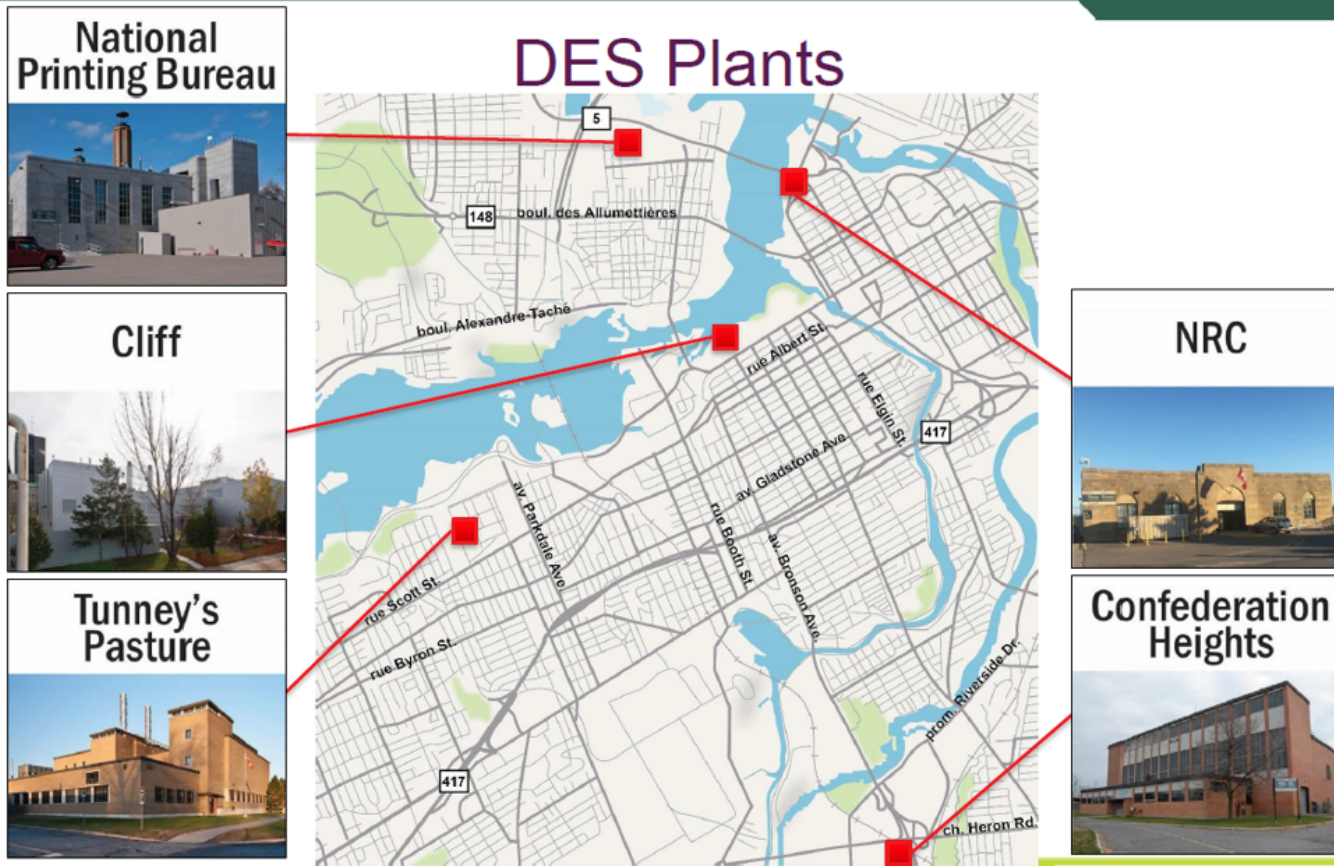 National
Printing Bureau
DES Plants
5
148
boul. des Allumettières
boul. Alexandre-Taché
Cliff
rue Albert St.
rue Elgin St.
417
NRC
av. Gladstone Ave.
av. Parkdale Ave.
rue Booth St.
av. Bronson Ave.
Tunney's
Pasture
rue Scott St.
rue Byron St.
Confederation
Heights
prom. Riverside Dr.
417
ch. Heron Rd.